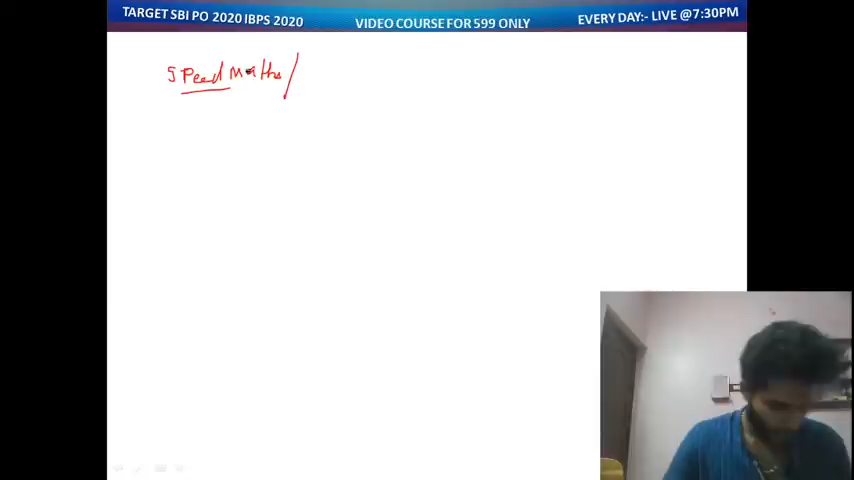 TARGET SBI PO 2020 IBPS 2020 VIDEO COURSE FOR 599 ONLY EVERY DAY:- LIVE @7:30PM
Speed Maths/